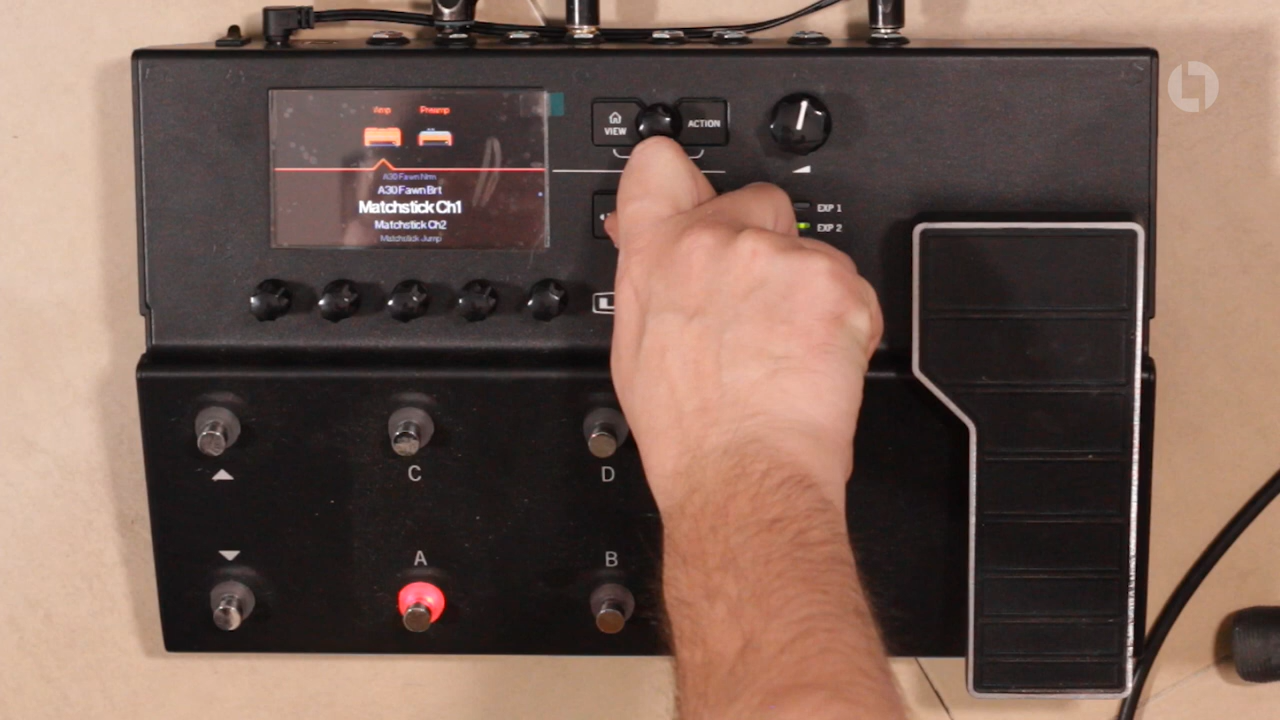 Amp Preamp
A30 Fawn Nrm
A30 Fawn Brt
Matchstick Ch1
Matchstick Ch2
Matchstick Jump
VIEW
ACTION
EXP 1
EXP 2
C
D
A
B